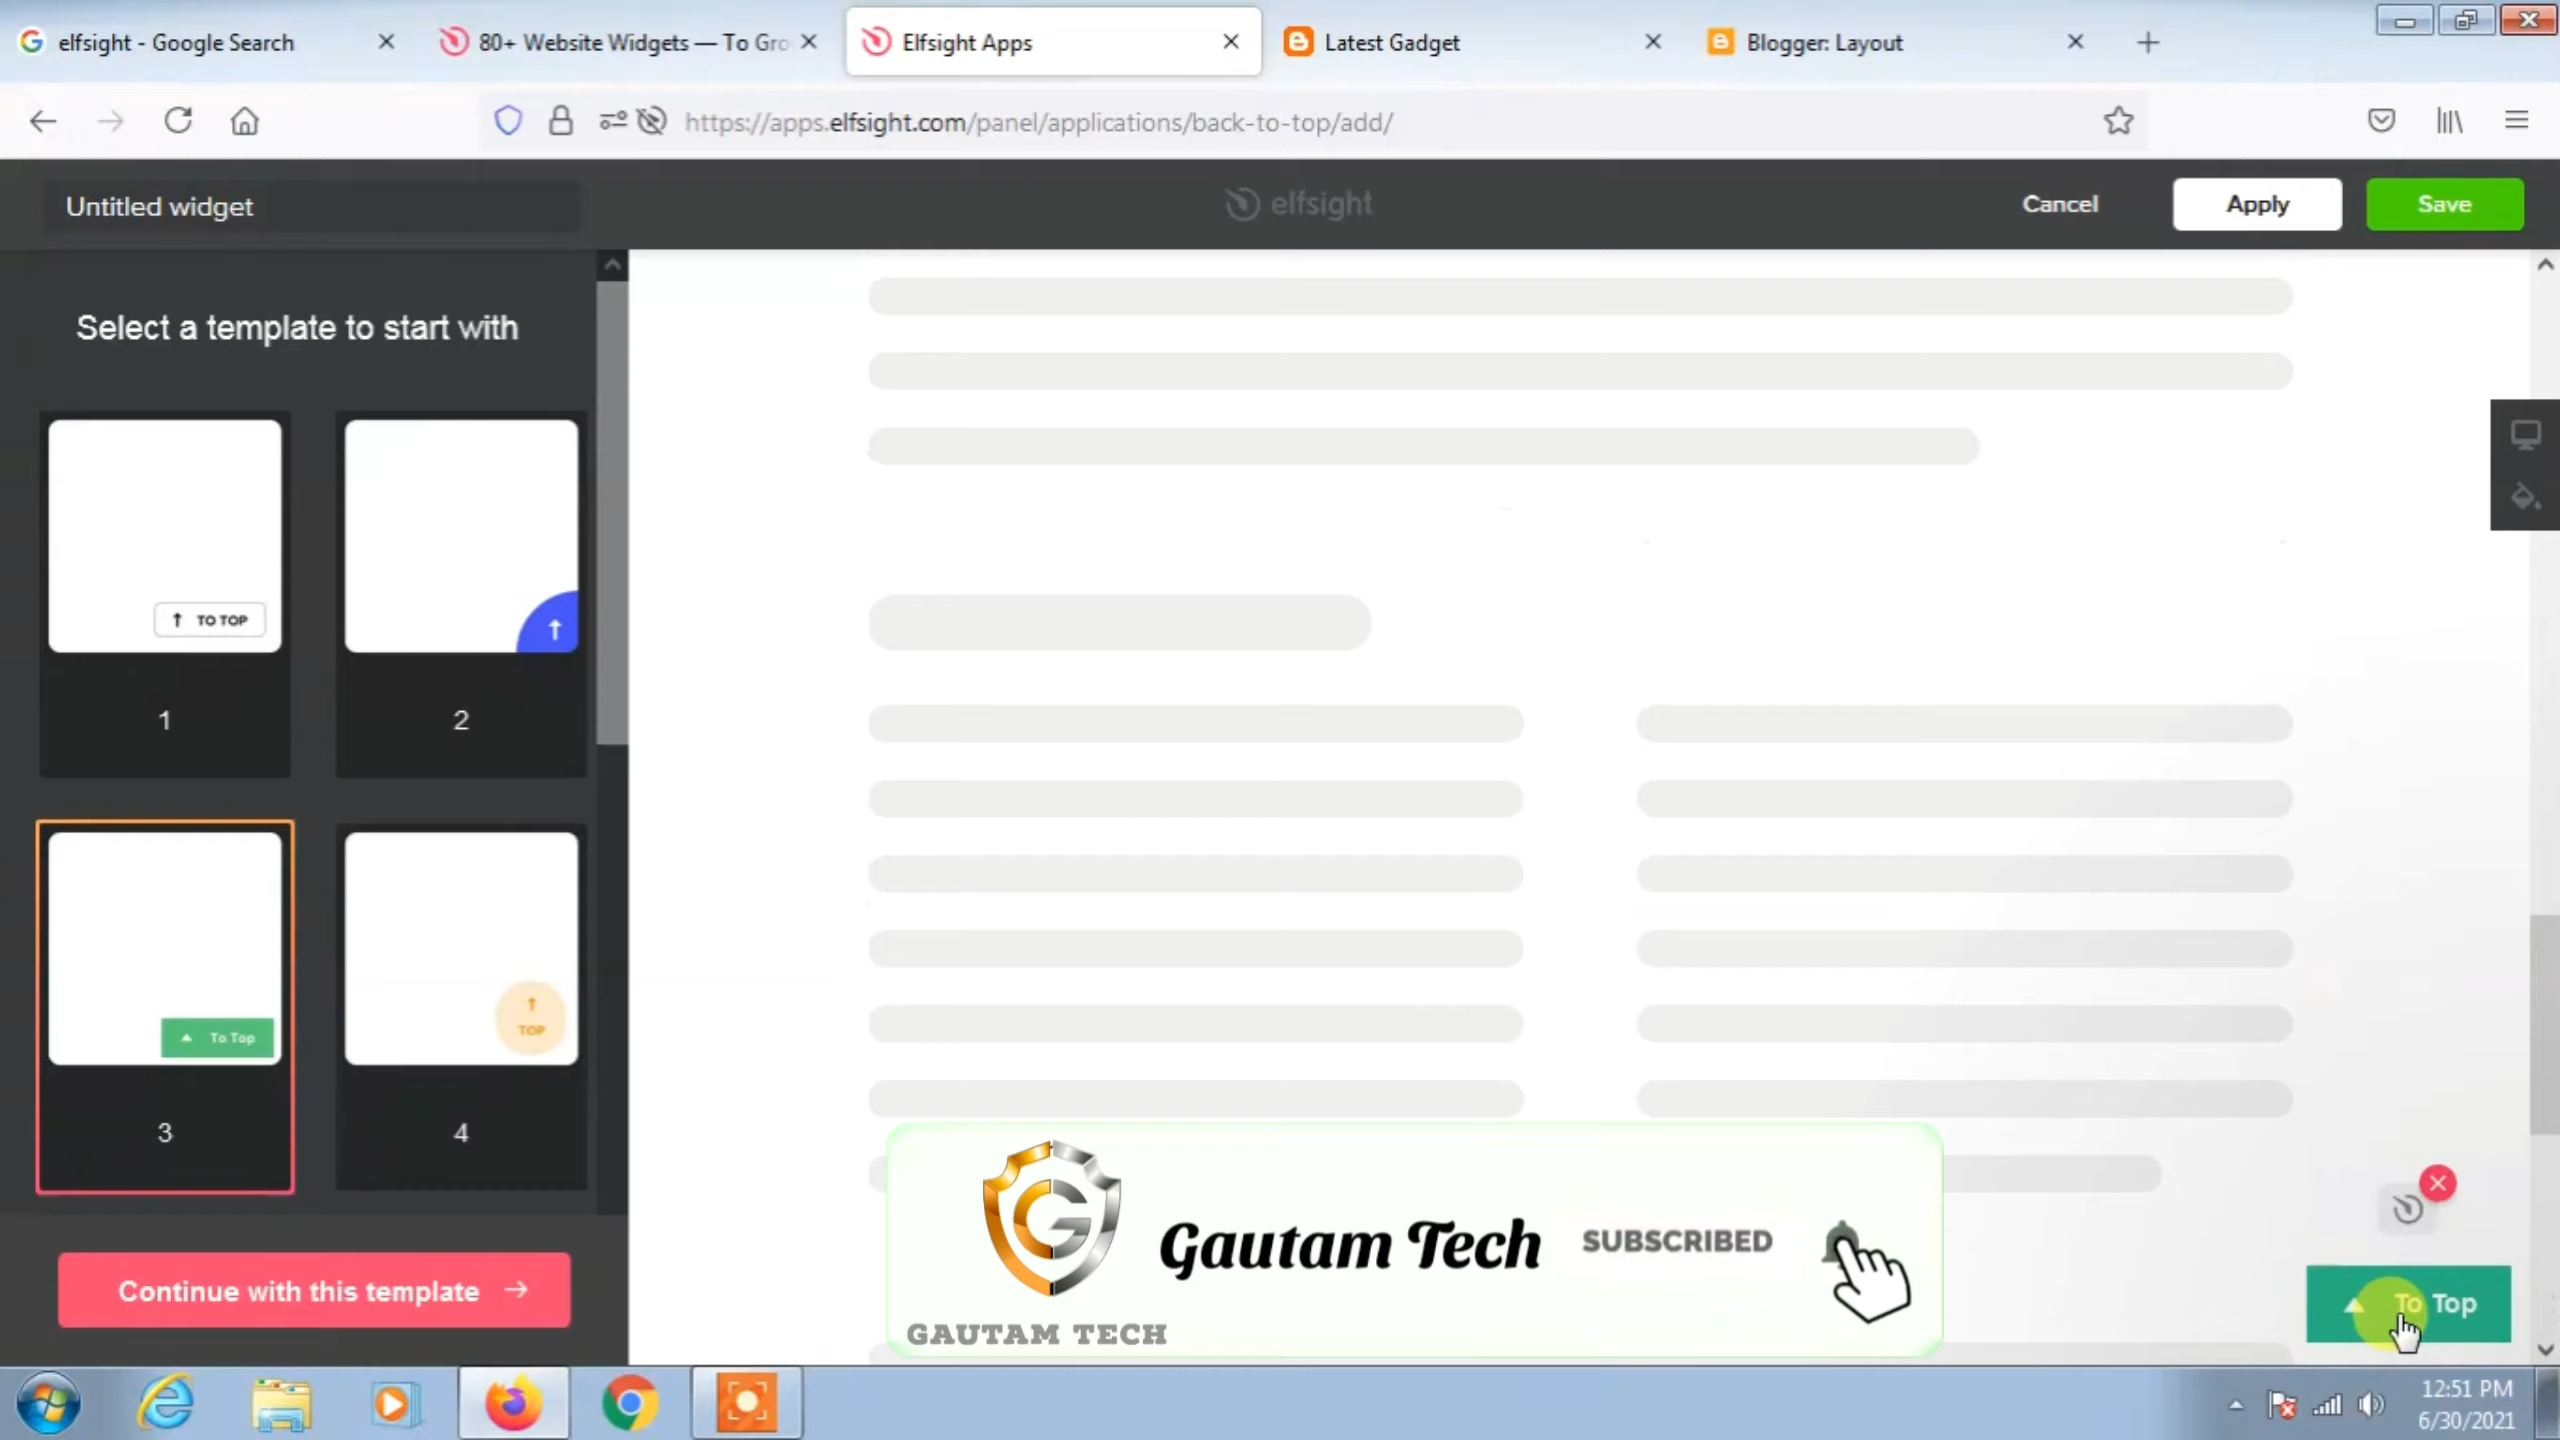 elfsight - Google Search
80+ Website Widgets — To Gro
Elfsight Apps
Latest Gadget
Blogger: Layout
https://apps.elfsight.com/panel/applications/back-to-top/add/
Untitled widget
elfsight
Cancel
Apply
Save
Select a template to start with
TO TOP
1
2
To Top
TOP
3
4
Continue with this template
Gautam Tech
SUBSCRIBED
GAUTAM TECH
To Top
12:51 PM
6/30/2021